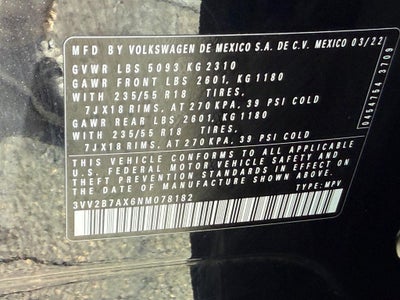 MFD BY VOLKSWAGEN DE MEXICO S.A. DE C.V. MEXICO 03/22
GVWR LBS 5093 KG 2310
GAWR FRONT LBS 2601, KG 1180
WITH 235/55 R18 TIRES,
7JX18 RIMS, AT 270KPA, 39 PSI COLD
GAWR REAR LBS 2601, KG 1180
WITH 235/55 R18 TIRES,
7JX18 RIMS, AT 270 KPA, 39 PSI COLD
THIS VEHICLE CONFORMS TO ALL APPLICABLE
U.S. FEDERAL MOTOR VEHICLE SAFETY AND
THEFT PREVENTION STANDARDS IN EFFECT ON
THE DATE OF MANUFACTURE SHOWN ABOVE.
3VV2B7AX6NM078182
TYPE: MPV
0454754 3709